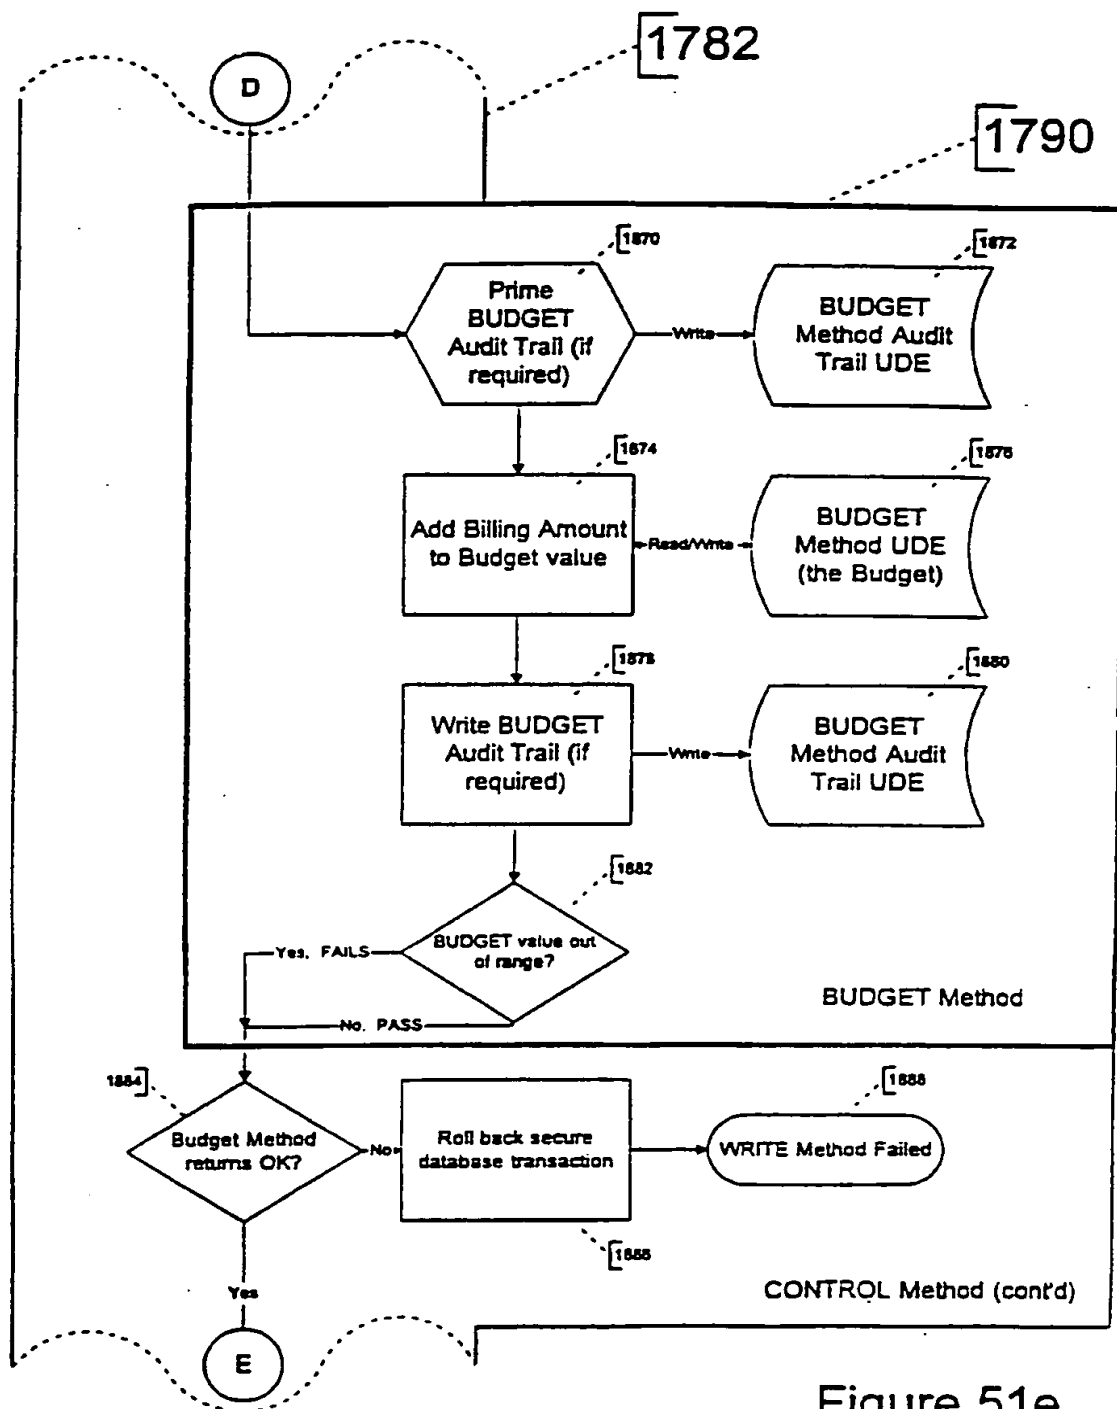 1782
D
1790
1870
1872
Prime
BUDGET
Audit Trail (if
required)
Write
BUDGET
Method Audit
Trail UDE
1874
1876
Add Billing Amount
to Budget value
Read/Write
BUDGET
Method UDE
(the Budget)
1878
1880
Write BUDGET
Audit Trail (if
required)
Write
BUDGET
Method Audit
Trail UDE
1882
BUDGET value out
of range?
Yes, FAILS
No, PASS
BUDGET Method
1884
1888
Budget Method
returns OK?
No
Roll back secure
database transaction
WRITE Method Failed
1886
Yes
CONTROL Method (cont'd)
E
Figure 51e